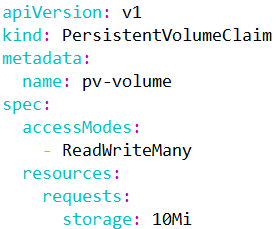 apiVersion: v1
kind: PersistentVolumeClaim
metadata:
  name: pv-volume
spec:
  accessModes:
    - ReadWriteMany
  resources:
    requests:
      storage: 10Mi